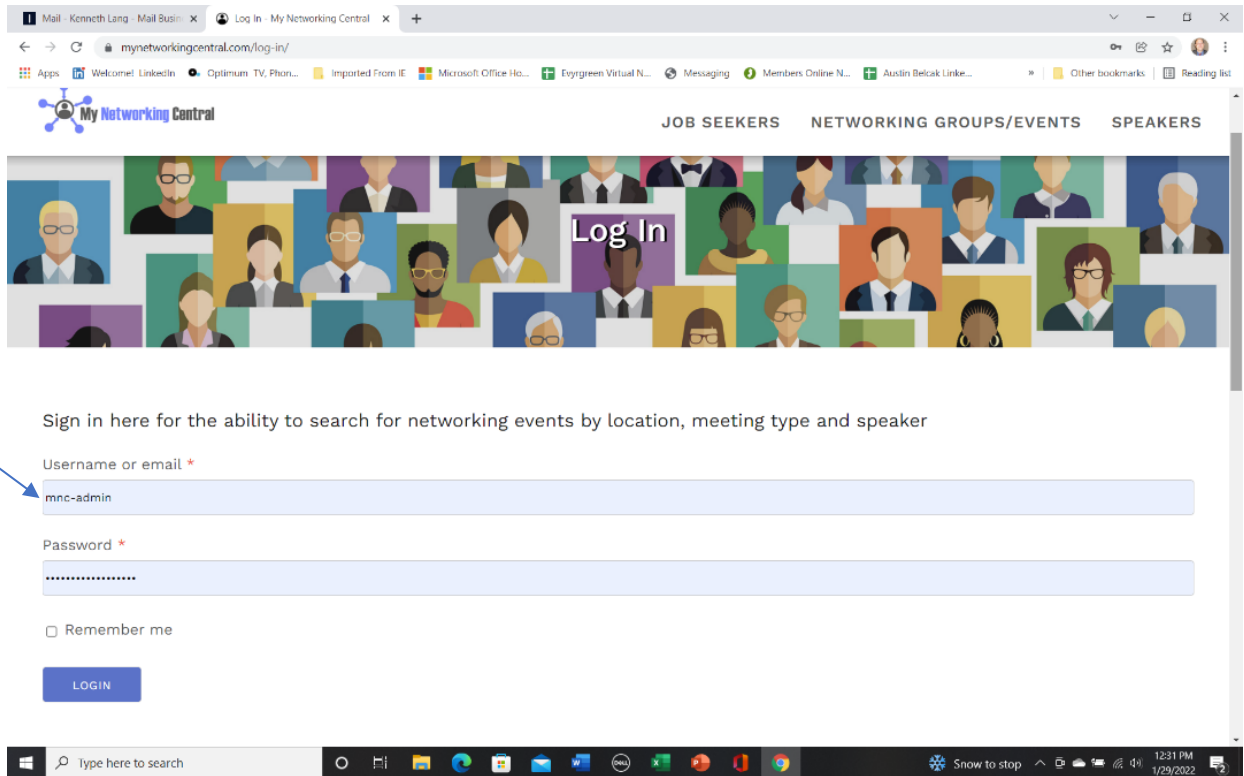 Mail - Kenneth Lang - Mail Busin
Log In - My Networking Central
mynetworkingcentral.com/log-in/
Apps
Welcome! LinkedIn
Optimum TV, Phon...
Imported From IE
Microsoft Office Ho...
Evyrgreen Virtual N...
Messaging
Members Online N...
Austin Belcak Linke...
»
Other bookmarks
Reading list
My Networking Central
JOB SEEKERS NETWORKING GROUPS/EVENTS SPEAKERS
Log In
Sign in here for the ability to search for networking events by location, meeting type and speaker
Username or email *
mnc-admin
Password *
••••••••••••••••••
Remember me
LOGIN
Type here to search
DELL
Snow to stop
12:31 PM
1/29/2022
2